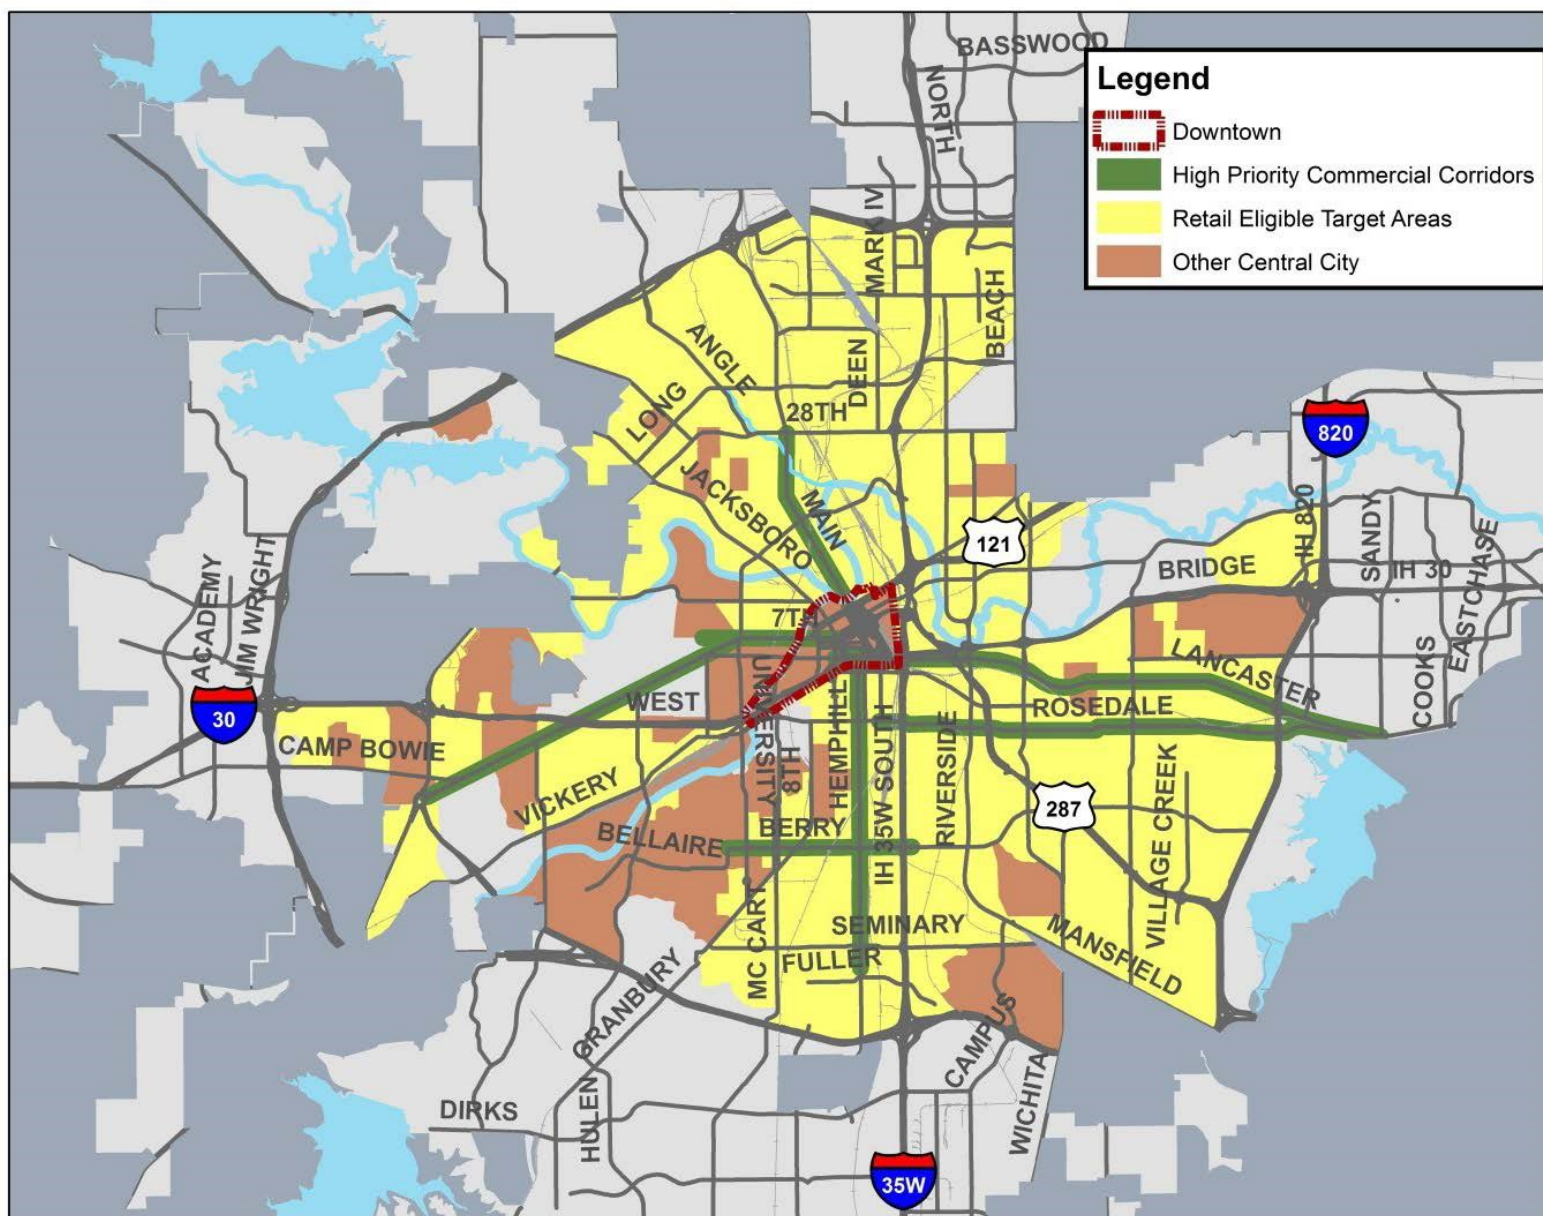 BASSWOOD
Legend
Downtown
High Priority Commercial Corridors
Retail Eligible Target Areas
Other Central City
NORTH
MARK IV
BEACH
ANGLE
DEEN
LONG
28TH
820
JACKSBORO
MAIN
121
IH 820
SANDY
EASTCHASE
BRIDGE
IH 30
ACADEMY
JIM WRIGHT
7TH
LANCASTER
COOKS
30
WEST
UNIVERSITY
ROSEDALE
CAMP BOWIE
8TH
HEMPHILL
IH 35W SOUTH
RIVERSIDE
VICKERY
287
VILLAGE CREEK
BELLAIRE
BERRY
MC CART
SEMINARY
MANSFIELD
FULLER
GRANBURY
CAMPUS
WICHITA
DIRKS
HULEN
35W